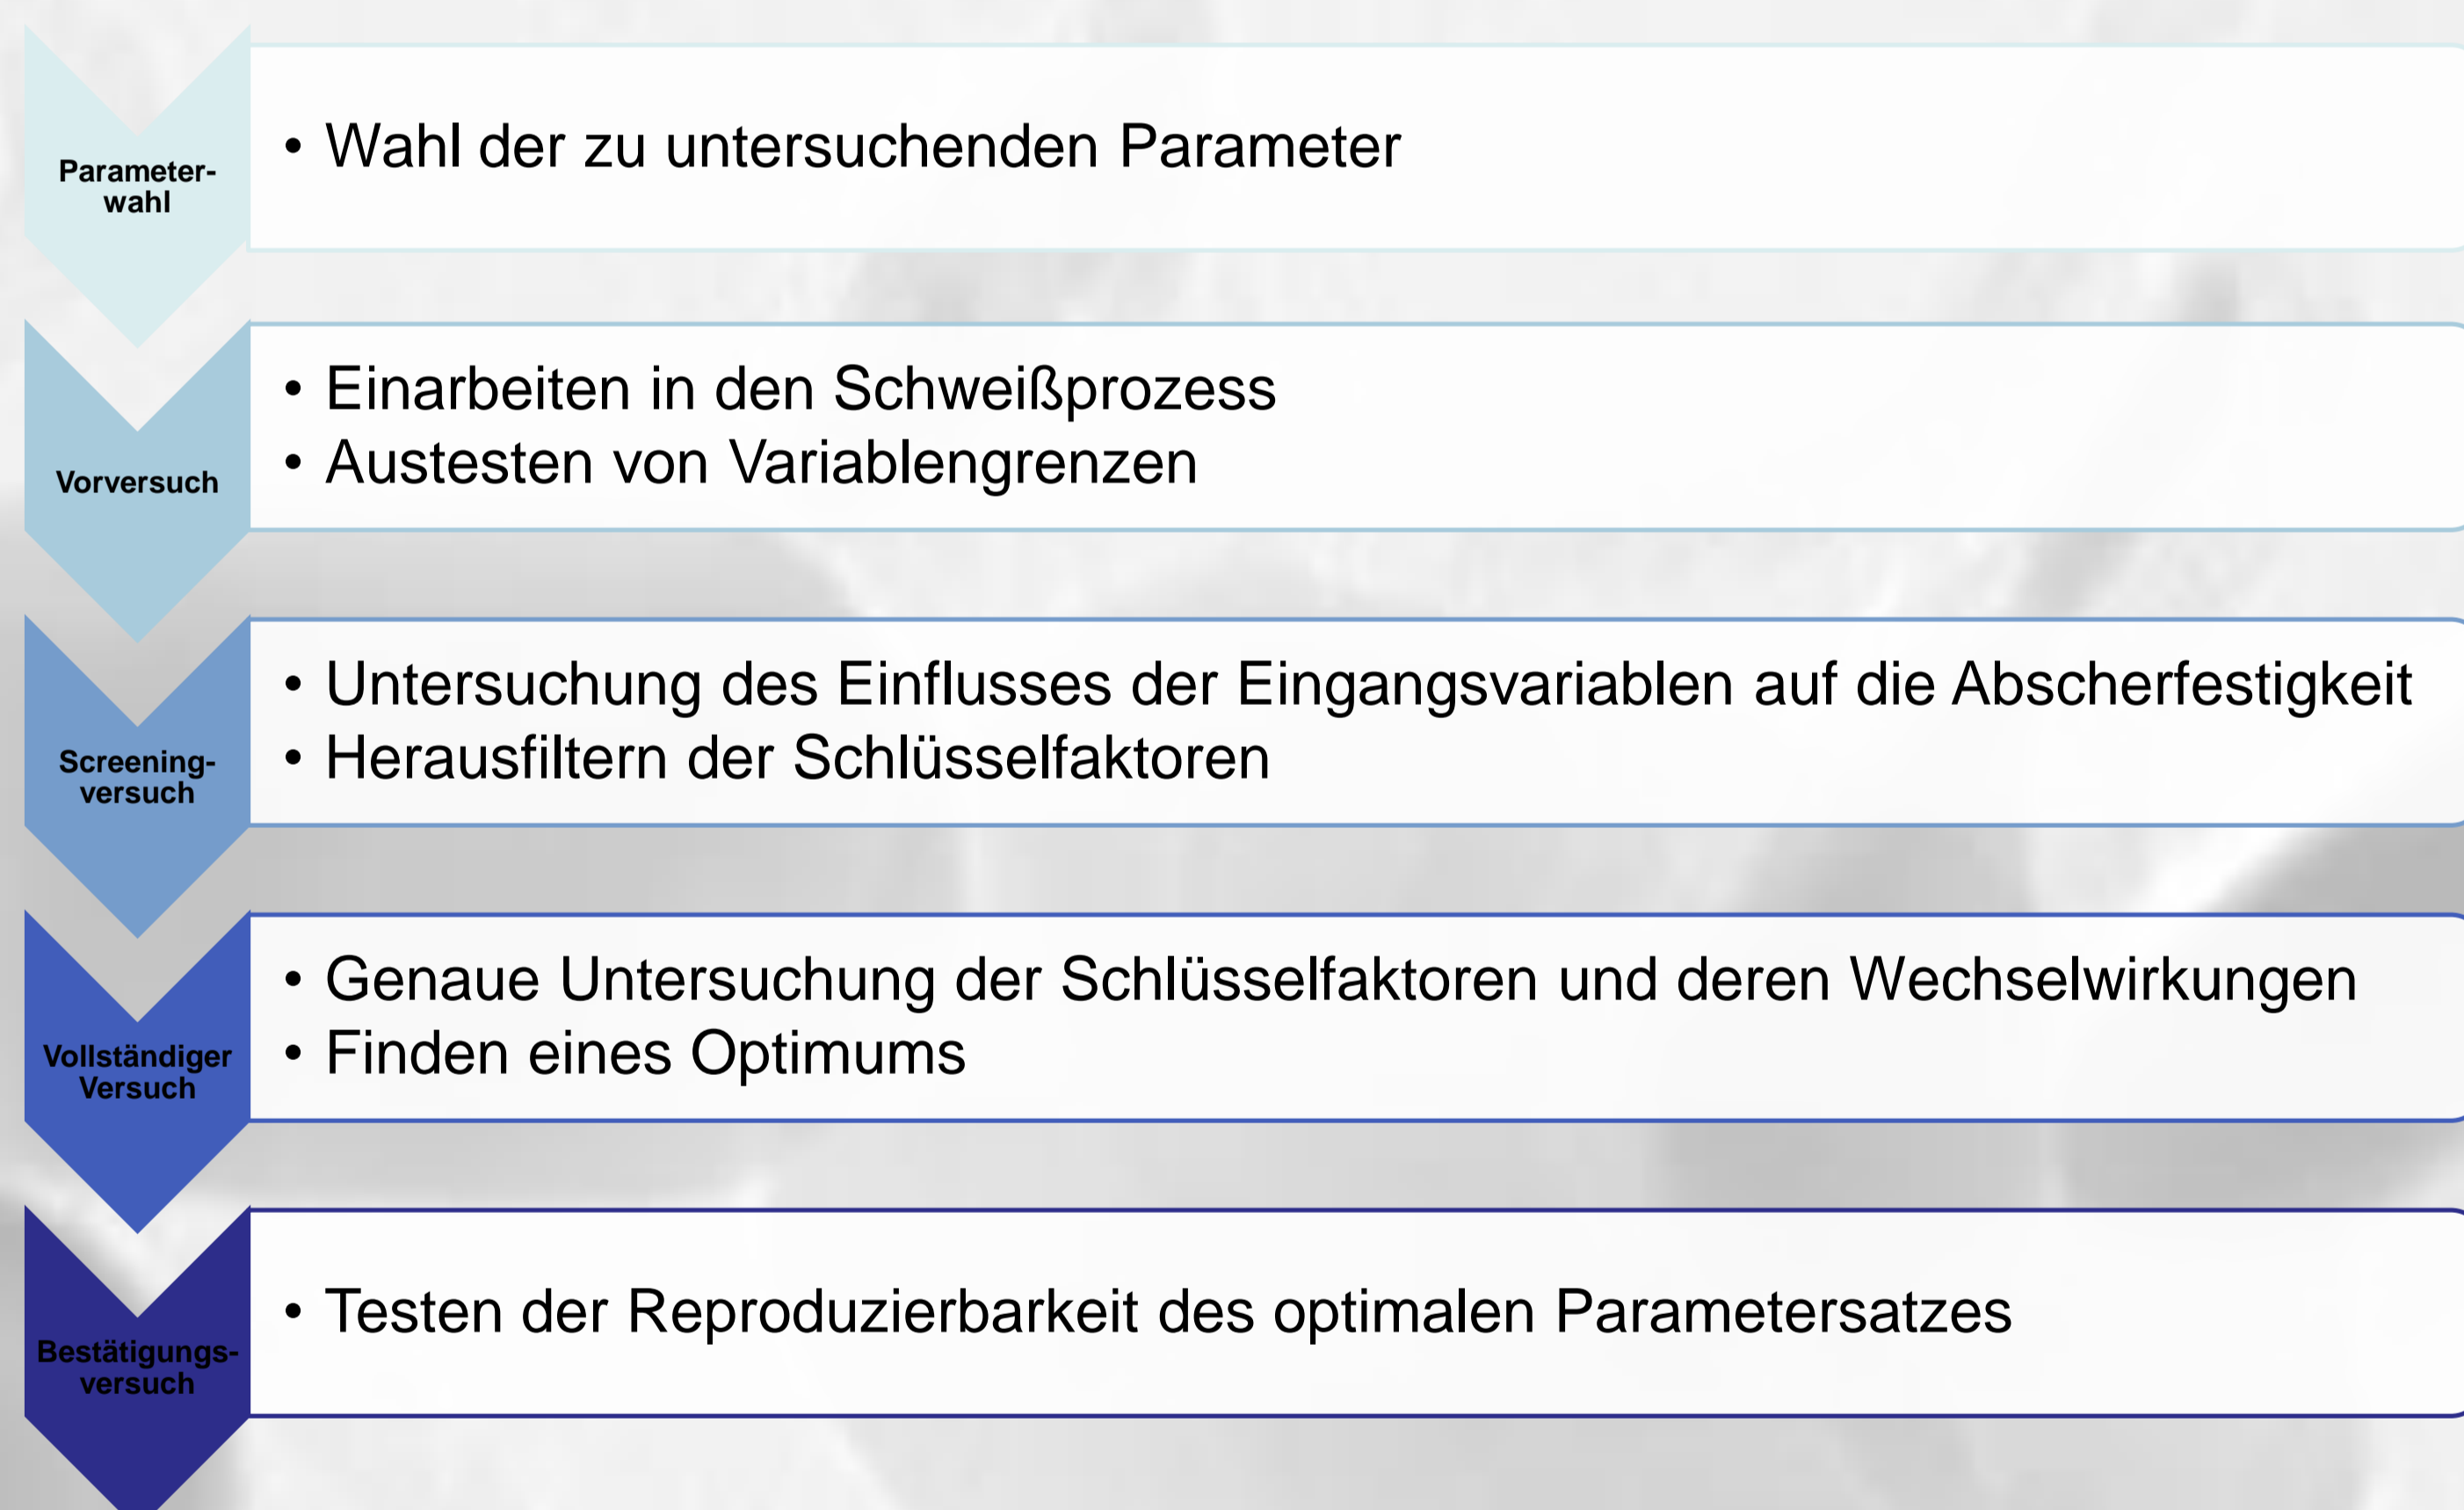 Parameter-
wahl
• Wahl der zu untersuchenden Parameter
Vorversuch
• Einarbeiten in den Schweißprozess
• Austesten von Variablengrenzen
Screening-
versuch
• Untersuchung des Einflusses der Eingangsvariablen auf die Abscherfestigkeit
• Herausfiltern der Schlüsselfaktoren
Vollständiger
Versuch
• Genaue Untersuchung der Schlüsselfaktoren und deren Wechselwirkungen
• Finden eines Optimums
Bestätigungs-
versuch
• Testen der Reproduzierbarkeit des optimalen Parametersatzes